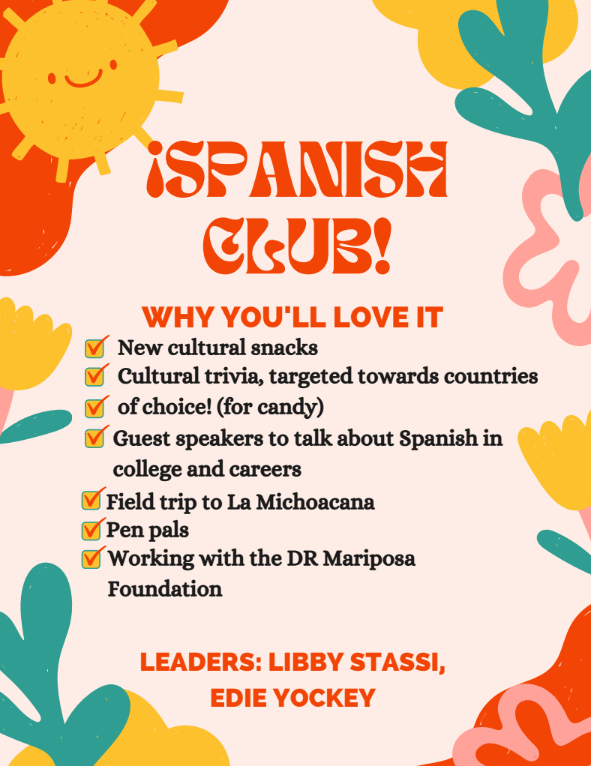 ¡SPANISH
CLUB!
WHY YOU'LL LOVE IT
New cultural snacks
Cultural trivia, targeted towards countries
of choice! (for candy)
Guest speakers to talk about Spanish in
college and careers
Field trip to La Michoacana
Pen pals
Working with the DR Mariposa
Foundation
LEADERS: LIBBY STASSI,
EDIE YOCKEY